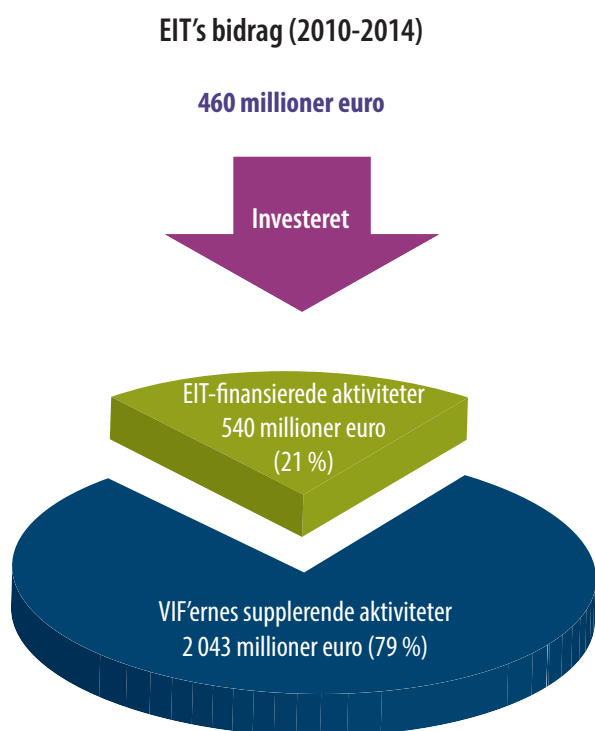 EIT's bidrag (2010-2014)
460 millioner euro
Investeret
EIT-finansierede aktiviteter
540 millioner euro
(21 %)
VIF'ernes supplerende aktiviteter
2 043 millioner euro (79 %)